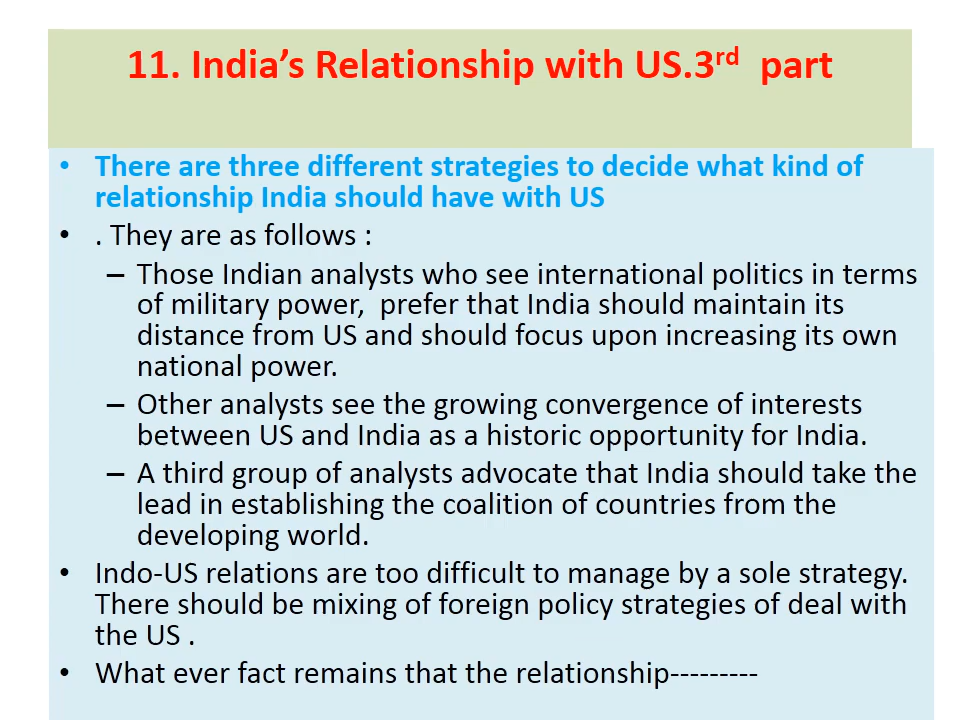 11. India’s Relationship with US.3rd part
• There are three different strategies to decide what kind of
relationship India should have with US
• . They are as follows :
– Those Indian analysts who see international politics in terms
of military power, prefer that India should maintain its
distance from US and should focus upon increasing its own
national power.
– Other analysts see the growing convergence of interests
between US and India as a historic opportunity for India.
– A third group of analysts advocate that India should take the
lead in establishing the coalition of countries from the
developing world.
• Indo-US relations are too difficult to manage by a sole strategy.
There should be mixing of foreign policy strategies of deal with
the US .
• What ever fact remains that the relationship---------